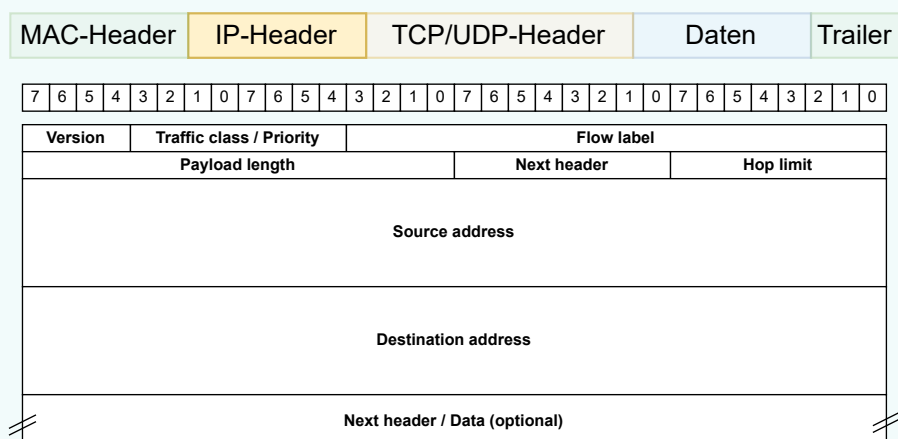 MAC-Header IP-Header TCP/UDP-Header Daten Trailer
7 6 5 4 3 2 1 0 7 6 5 4 3 2 1 0 7 6 5 4 3 2 1 0 7 6 5 4 3 2 1 0
Version Traffic class / Priority Flow label
Payload length Next header Hop limit
Source address
Destination address
Next header / Data (optional)